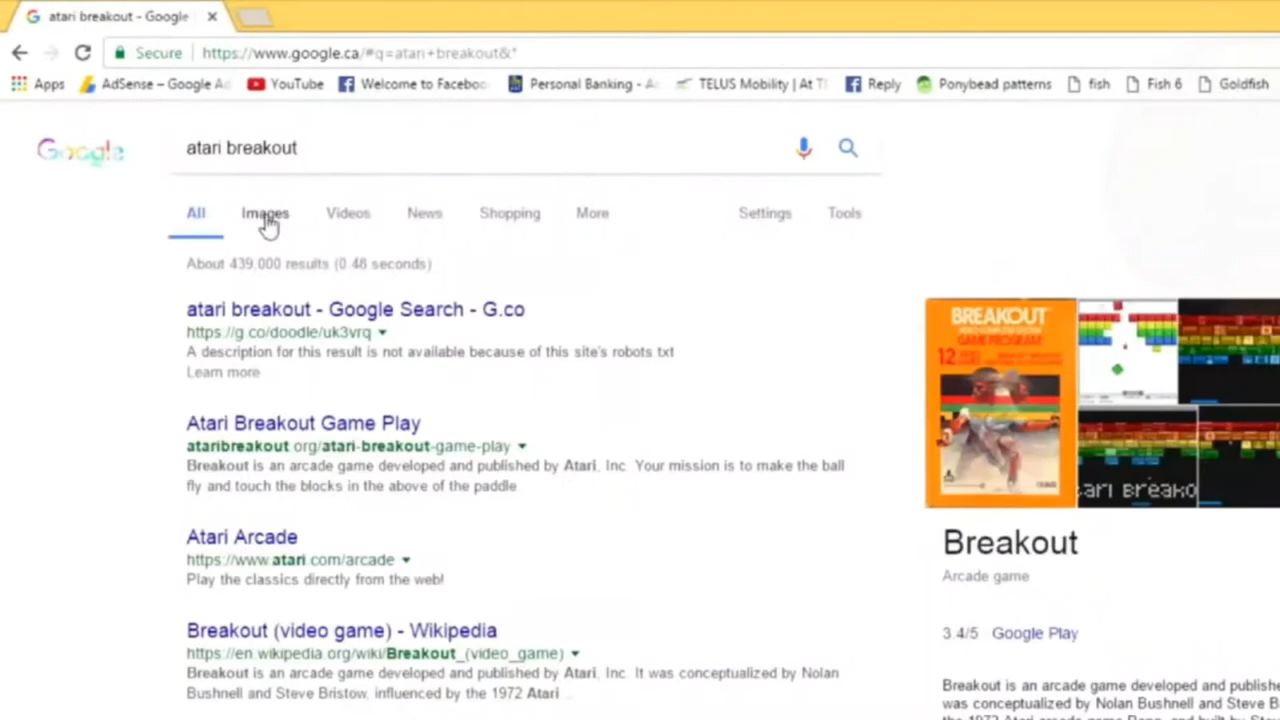 atari breakout - Google
Secure https://www.google.ca/#q=atari+breakout&*
Apps AdSense – Google Ad YouTube Welcome to Faceboo Personal Banking - A TELUS Mobility | At T Reply Ponybead patterns fish Fish 6 Goldfish
Google atari breakout
All Images Videos News Shopping More Settings Tools
About 439,000 results (0.48 seconds)
atari breakout - Google Search - G.co
https://g.co/doodle/uk3vrq
A description for this result is not available because of this site's robots.txt
Learn more
Atari Breakout Game Play
ataribreakout.org/atari-breakout-game-play
Breakout is an arcade game developed and published by Atari, Inc. Your mission is to make the ball
fly and touch the blocks in the above of the paddle
Atari Arcade
https://www.atari.com/arcade
Play the classics directly from the web!
Breakout (video game) - Wikipedia
https://en.wikipedia.org/wiki/Breakout_(video_game)
Breakout is an arcade game developed and published by Atari, Inc. It was conceptualized by Nolan
Bushnell and Steve Bristow, influenced by the 1972 Atari ...
BREAKOUT
GAME PROGRAM
12
ari Breako
Breakout
Arcade game
3.4/5 Google Play
Breakout is an arcade game developed and publishe
was conceptualized by Nolan Bushnell and Steve B